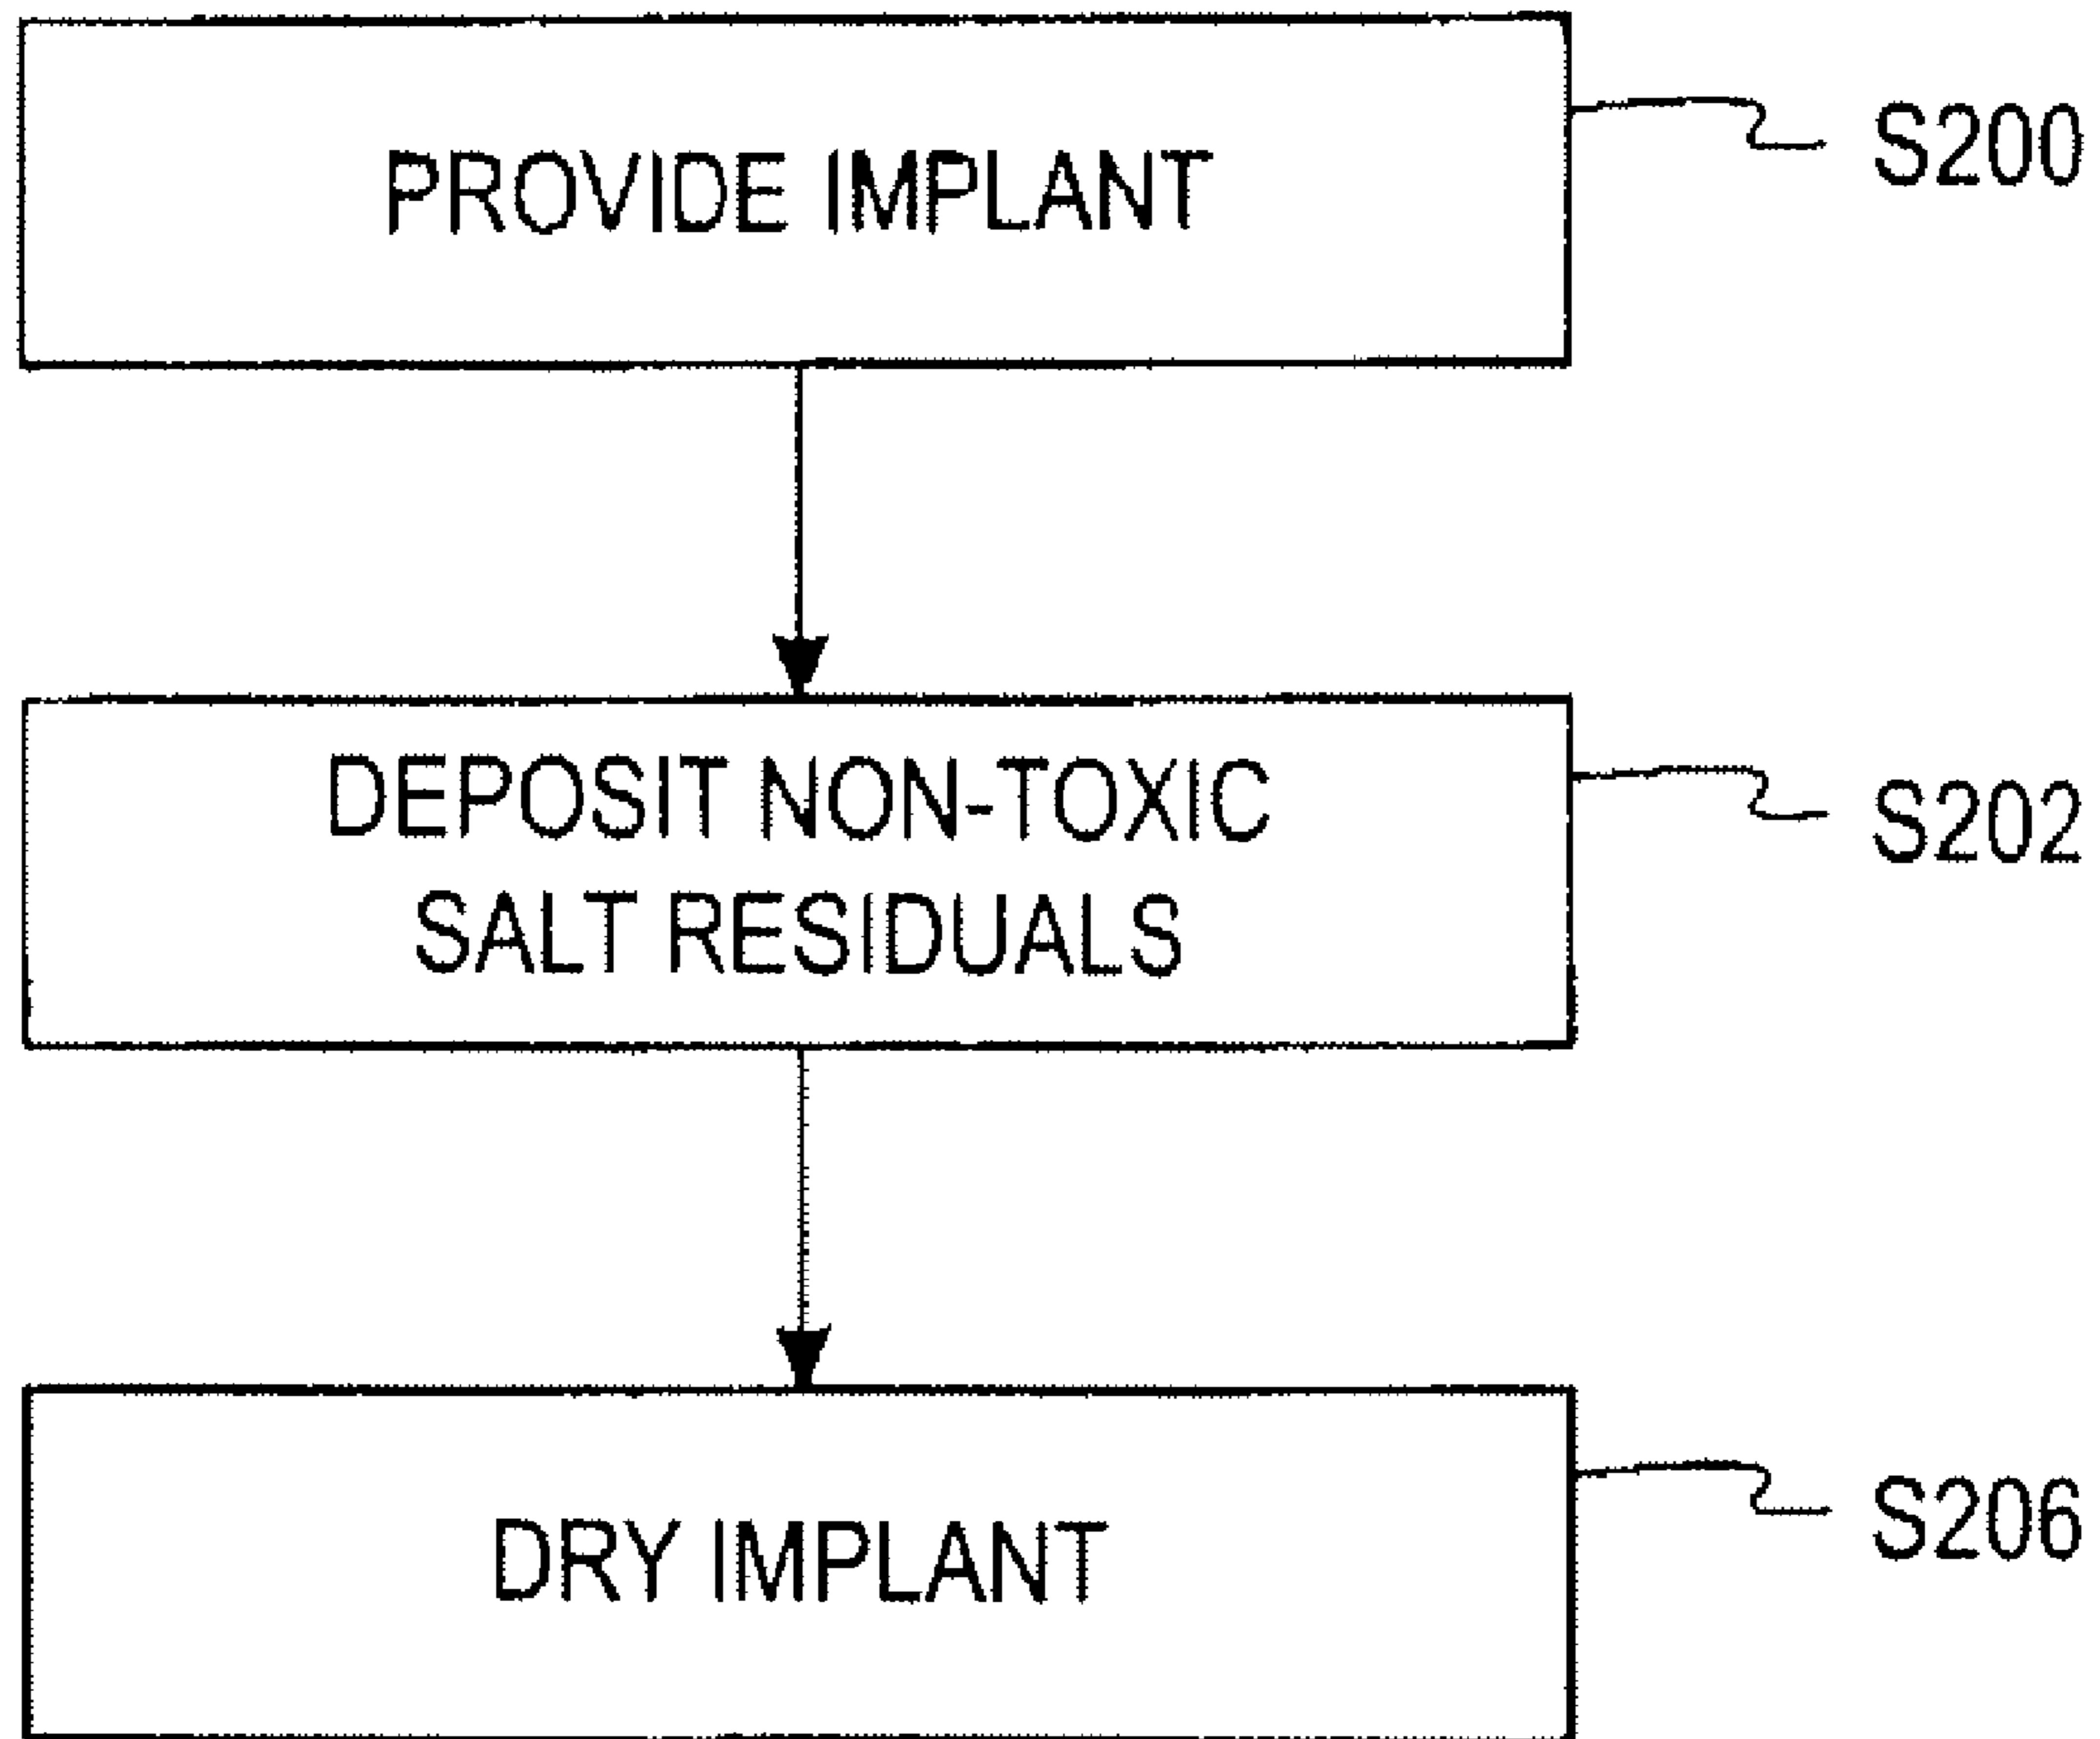 PROVIDE IMPLANT
S200
DEPOSIT NON-TOXIC
SALT RESIDUALS
S202
DRY IMPLANT
S206